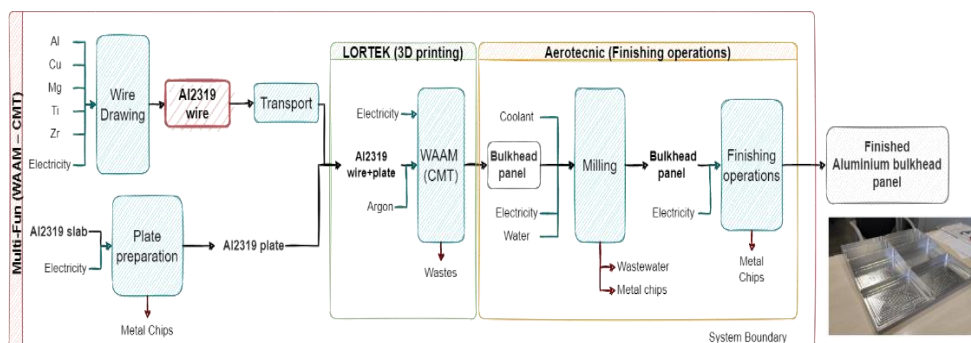 Multi-Fun (WAAM – CMT)
Al
Cu
Mg
Ti
Zr
Electricity
Wire
Drawing
Al2319
wire
Transport
Al2319 slab
Electricity
Plate
preparation
Al2319 plate
Metal Chips
LORTEK (3D printing)
Electricity
Al2319
wire+plate
Argon
WAAM
(CMT)
Wastes
Aerotecnic (Finishing operations)
Coolant
Bulkhead
panel
Electricity
Water
Milling
Wastewater
Metal chips
Bulkhead
panel
Electricity
Finishing
operations
Metal
Chips
Finished
Aluminium bulkhead
panel
System Boundary